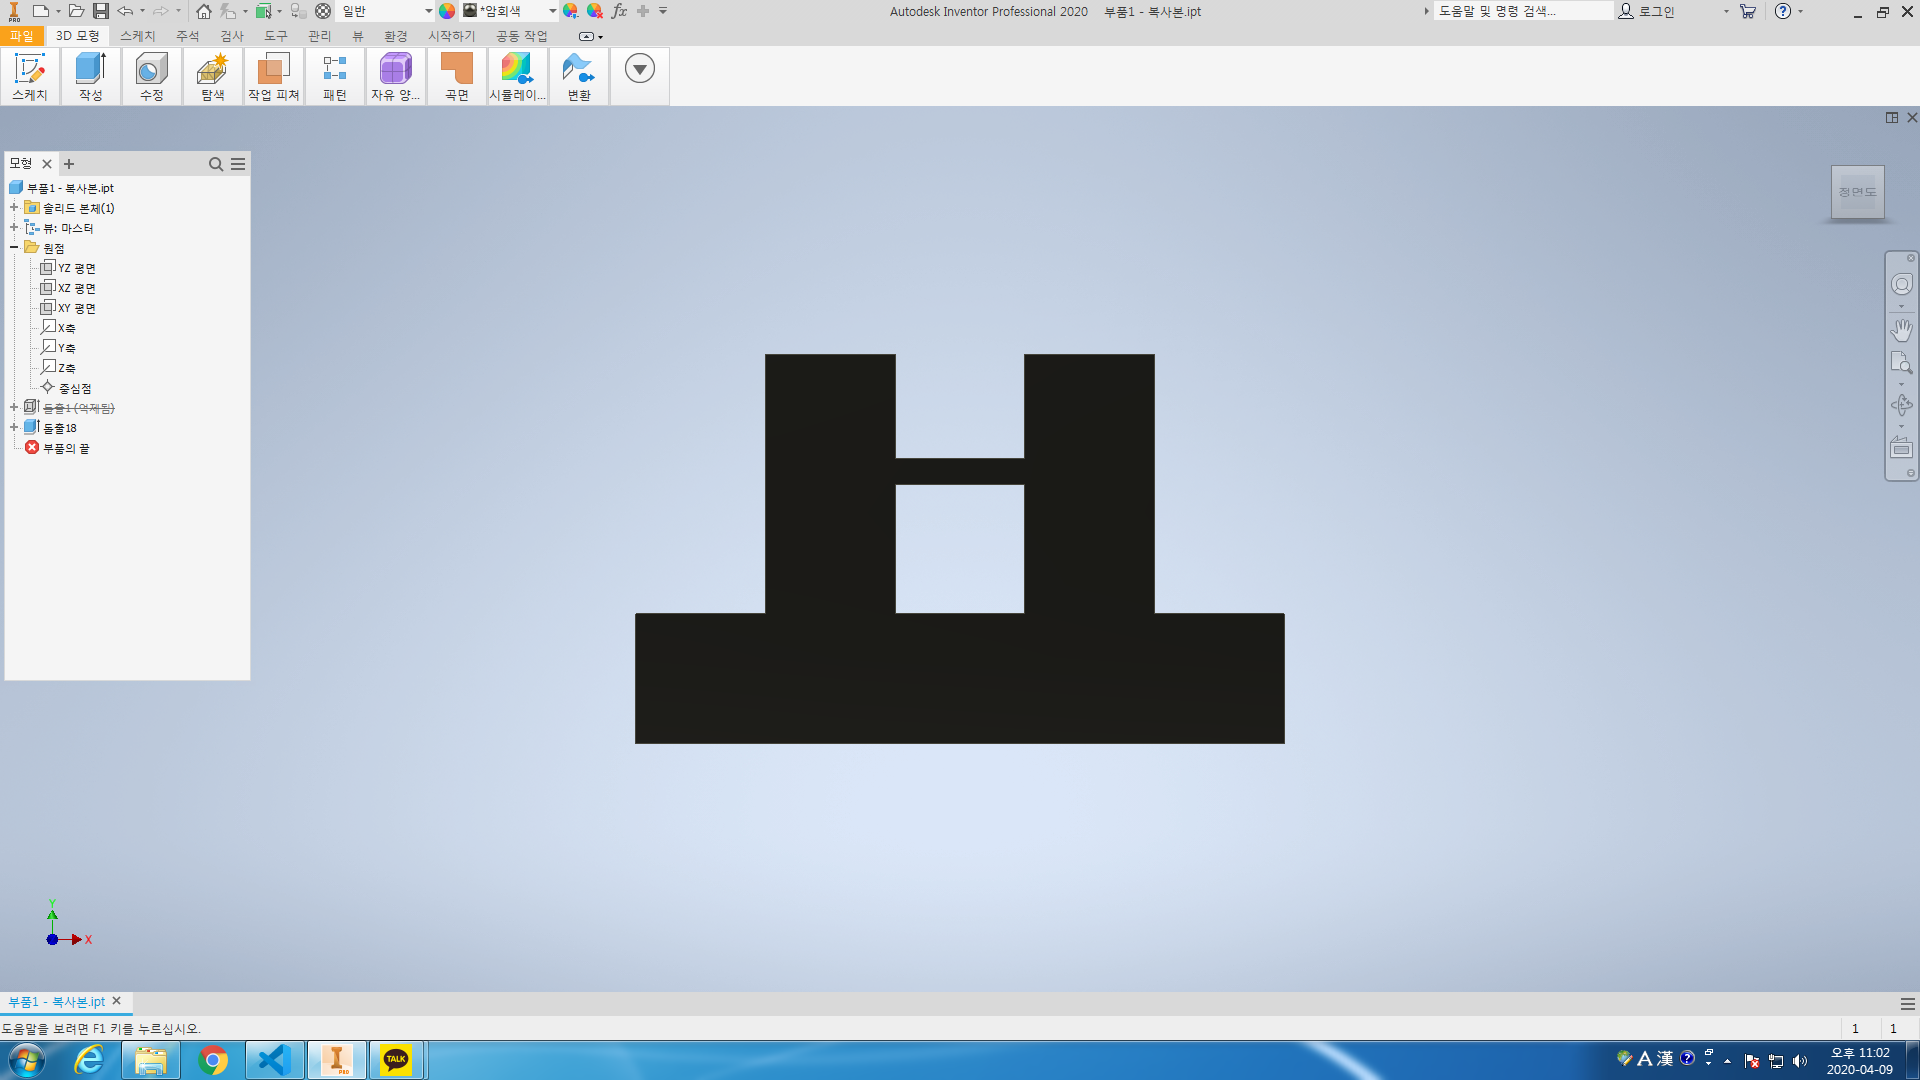 일반
*암회색
Autodesk Inventor Professional 2020 부품1 - 복사본.ipt
도움말 및 명령 검색...
로그인
파일 3D 모형 스케치 주석 검사 도구 관리 뷰 환경 시작하기 공동 작업
스케치 작성 수정 탐색 작업 피쳐 패턴 자유 양... 곡면 시뮬레이... 변환
모형
부품1 - 복사본.ipt
솔리드 본체(1)
뷰: 마스터
원점
YZ 평면
XZ 평면
XY 평면
X축
Y축
Z축
중심점
돌출1 (억제됨)
돌출18
부품의 끝
정면도
Y
X
부품1 - 복사본.ipt
도움말을 보려면 F1 키를 누르십시오.
1 1
PRO
TALK
A 漢
오후 11:02
2020-04-09